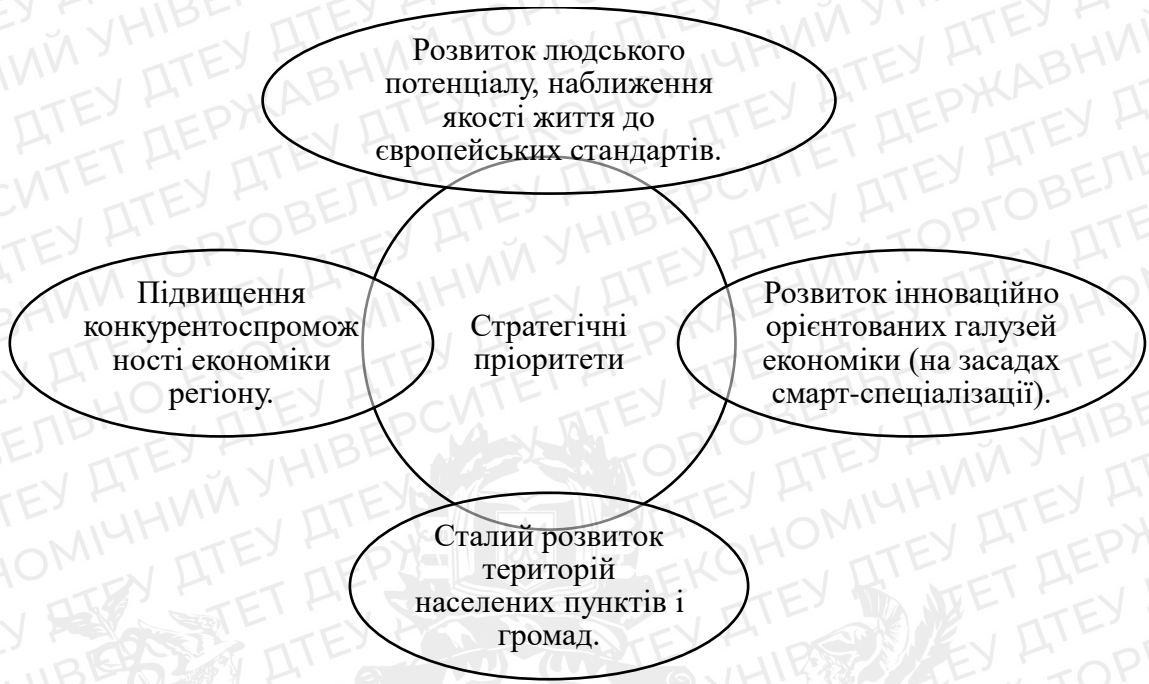 Розвиток людського
потенціалу, наближення
якості життя до
європейських стандартів.
Підвищення
конкурентоспромож
ності економіки
регіону.
Стратегічні
пріоритети
Розвиток інноваційно
орієнтованих галузей
економіки (на засадах
смарт-спеціалізації).
Сталий розвиток
територій
населених пунктів і
громад.